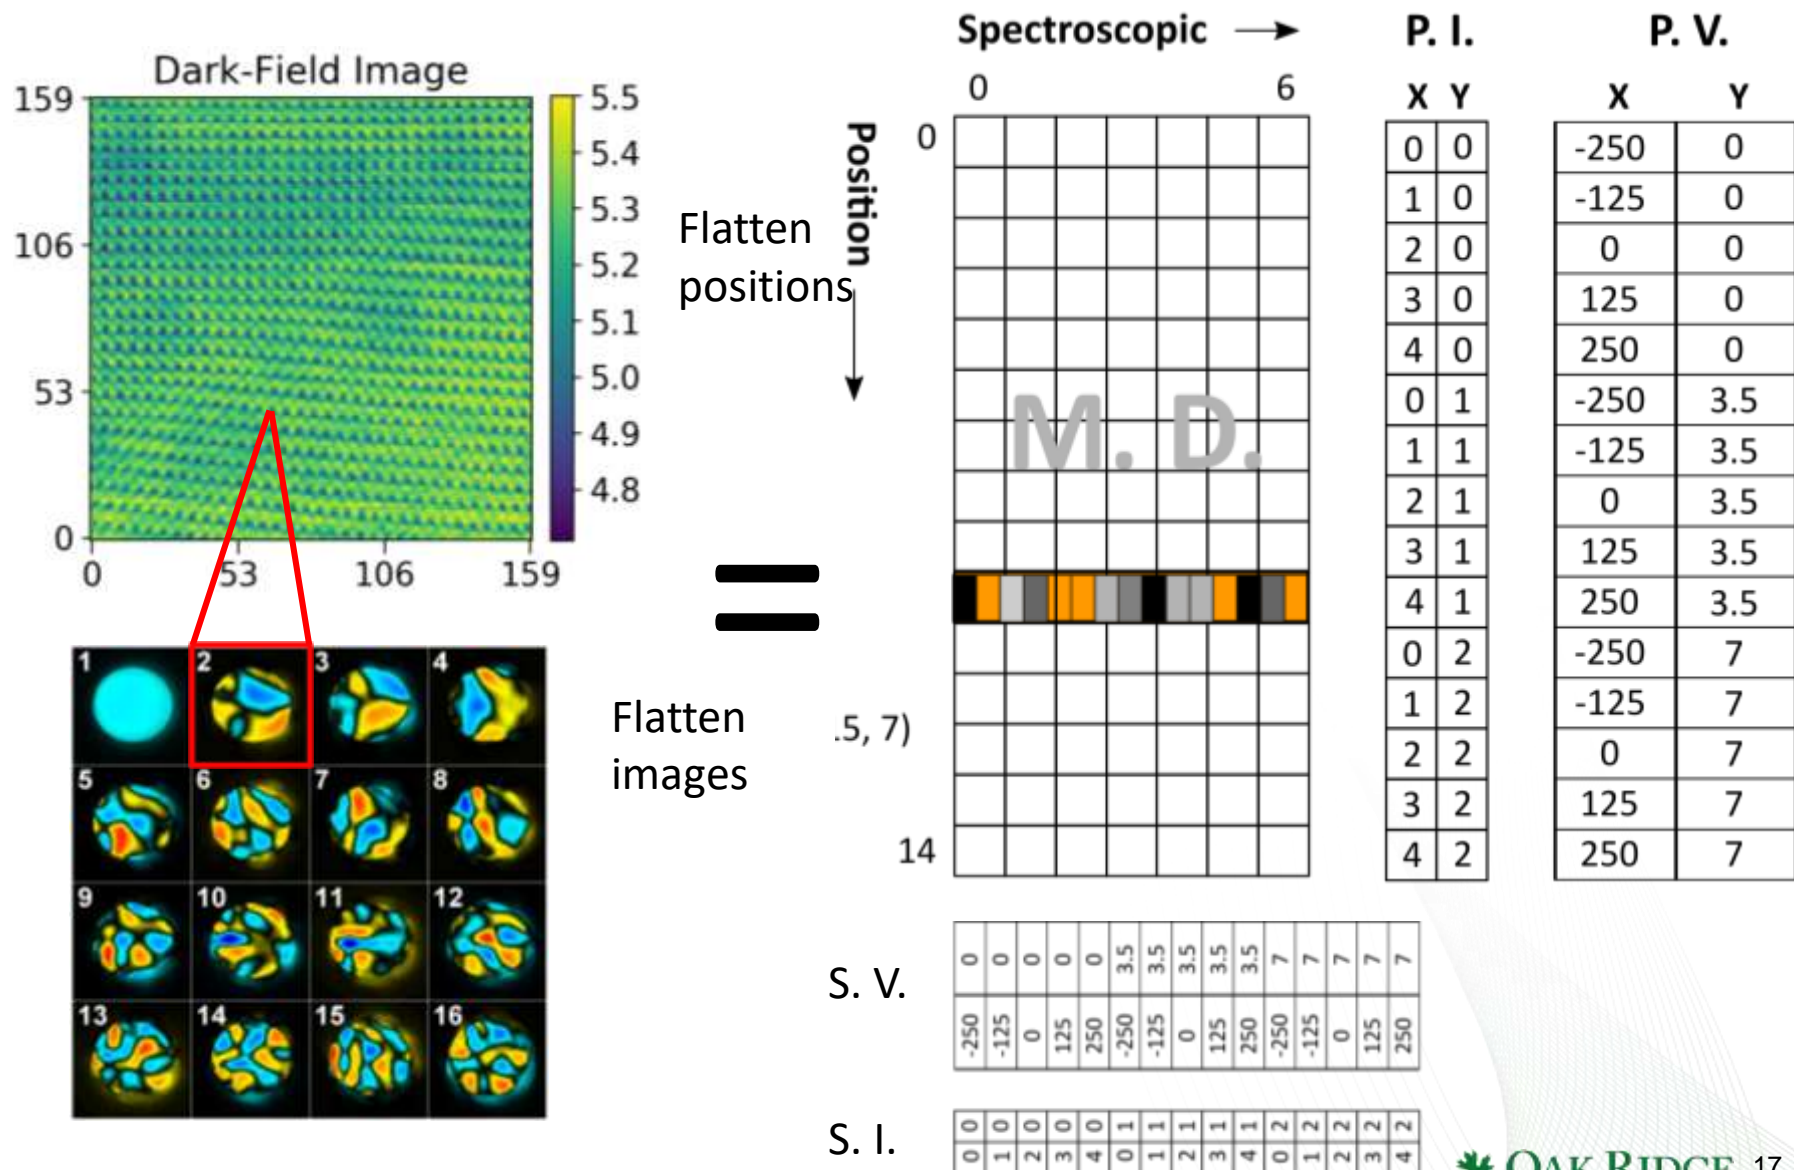 Dark-Field Image
159
106
53
0
0 53 106 159
5.5
5.4
5.3
5.2
5.1
5.0
4.9
4.8
1 2 3 4
5 6 7 8
9 10 11 12
13 14 15 16
Flatten
positions
Flatten
images
Spectroscopic
0 6
Position
0
14
.5, 7)
M. D.
P. I.
X Y
0 0
1 0
2 0
3 0
4 0
0 1
1 1
2 1
3 1
4 1
0 2
1 2
2 2
3 2
4 2
P. V.
X Y
-250 0
-125 0
0 0
125 0
250 0
-250 3.5
-125 3.5
0 3.5
125 3.5
250 3.5
-250 7
-125 7
0 7
125 7
250 7
S. V.
0 0 0 0 0 3.5 3.5 3.5 3.5 3.5 7 7 7 7 7
-250 -125 0 125 250 -250 -125 0 125 250 -250 -125 0 125 250
S. I.
0 0 0 0 0 1 1 1 1 1 2 2 2 2 2
0 1 2 3 4 0 1 2 3 4 0 1 2 3 4
OAK RIDGE
17